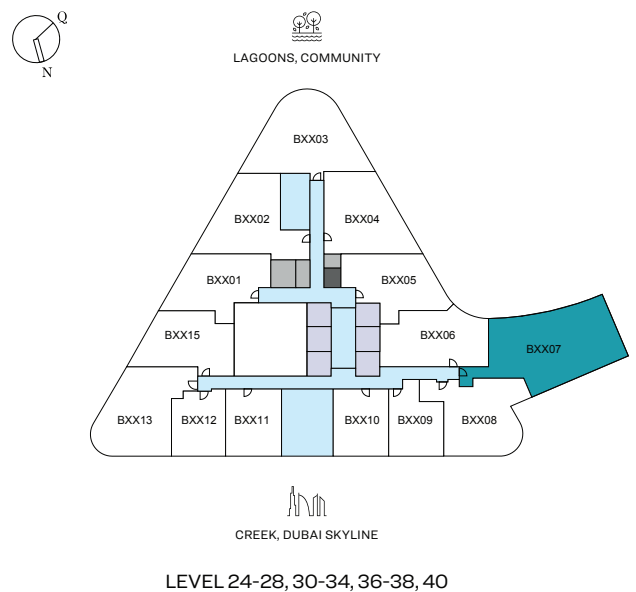 Q
N
LAGOONS, COMMUNITY
BXX03
BXX02
BXX04
BXX01
BXX05
BXX15
BXX06
BXX07
BXX13
BXX12
BXX11
BXX10
BXX09
BXX08
CREEK, DUBAI SKYLINE
LEVEL 24-28, 30-34, 36-38, 40